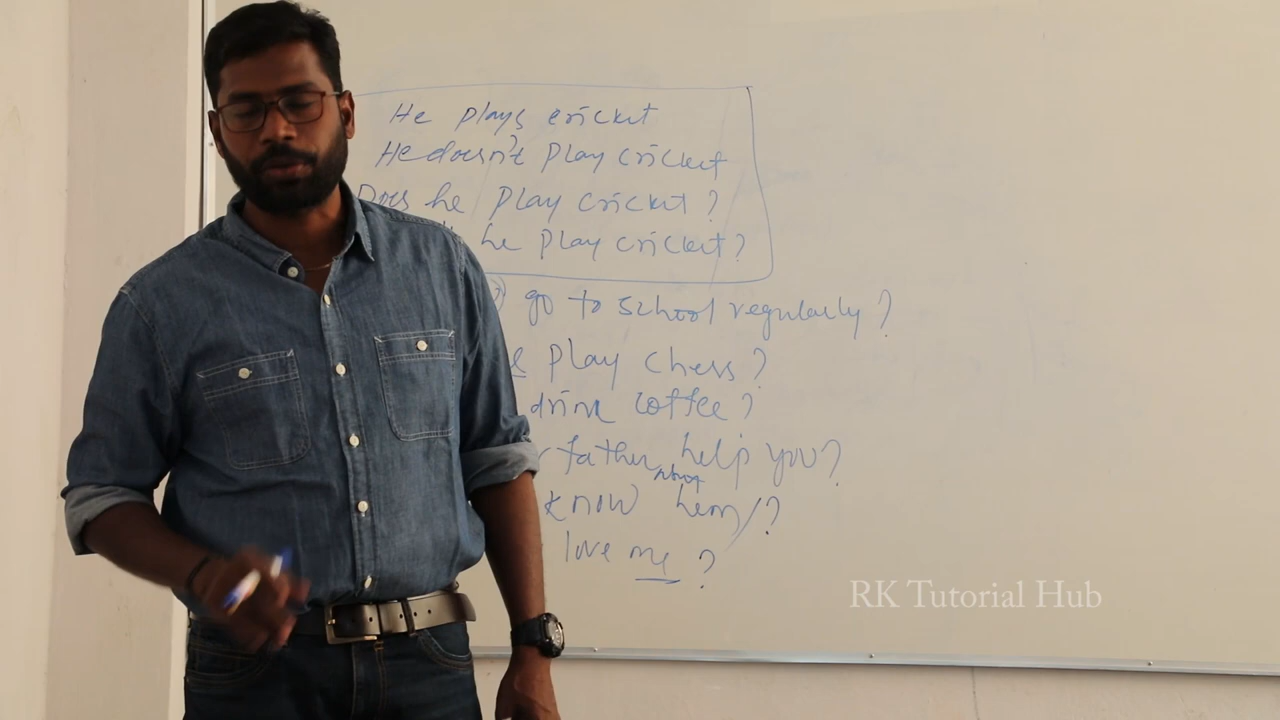 He plays cricket
He doesn't play cricket
Does he play cricket ?
he play cricket ?
go to school regularly ?
play chess ?
drink coffee ?
father help you ?
about
know him/?
love me ?
RK Tutorial Hub